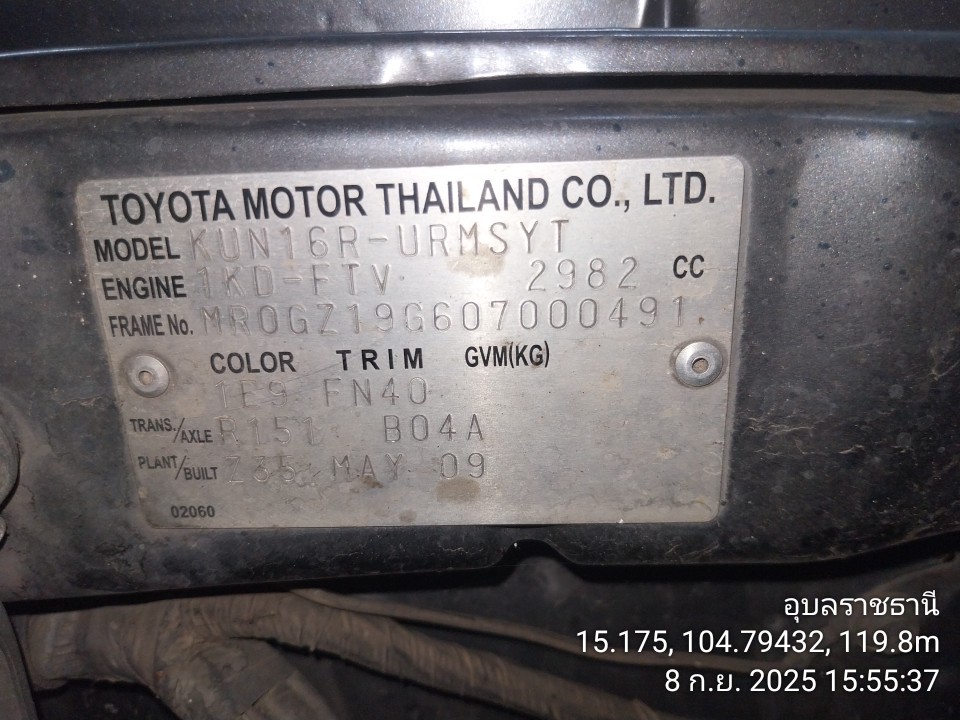 TOYOTA MOTOR THAILAND CO., LTD.
MODEL KUN16R-URMSYT
ENGINE 1KD-FTV 2982 CC
FRAME No. MR0GZ19G607000491.
COLOR TRIM GVM(KG)
1E9 FN40
TRANS./AXLE R151 B04A
PLANT/BUILT Z35 MAY 09
02060
อุบลราชธานี
15.175, 104.79432, 119.8m
8 ก.ย. 2025 15:55:37